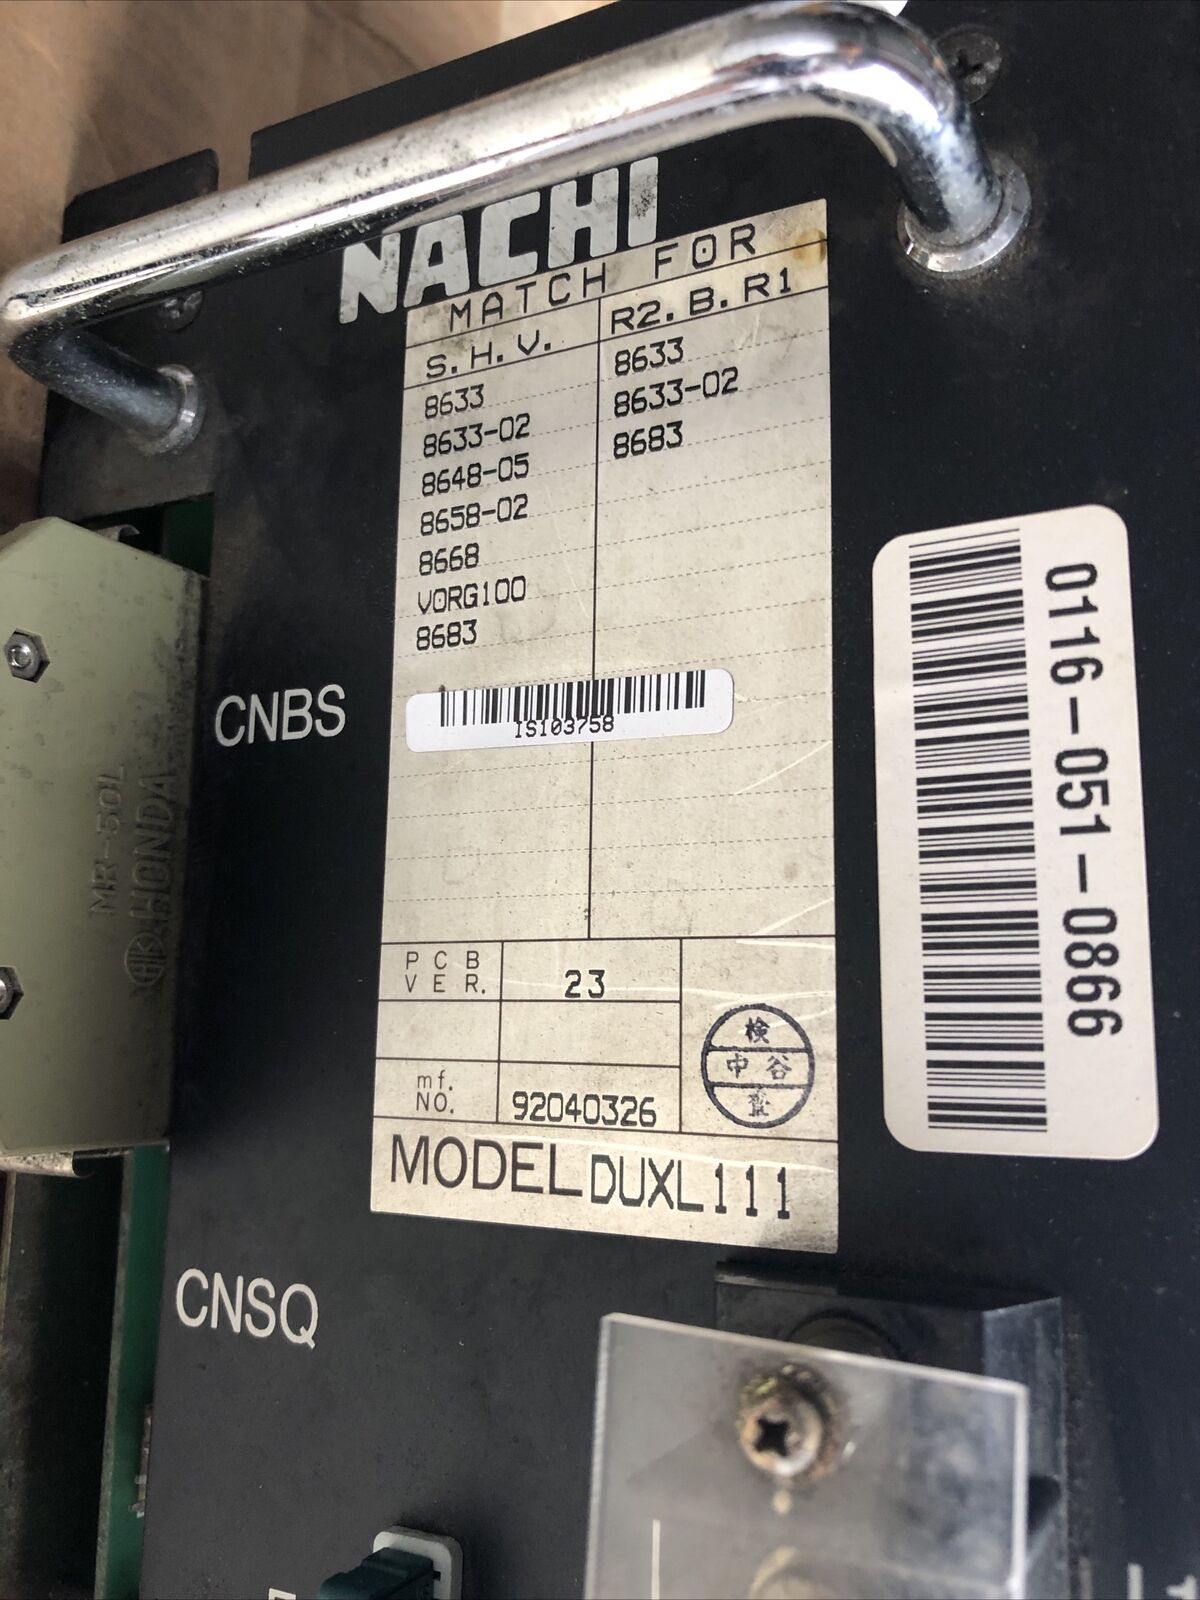 NACHI
MATCH FOR
S.H.V. R2.B.R1
8633 8633
8633-02 8633-02
8648-05 8683
8658-02
8668
VORG100
8683
IS103758
PCB VER. 23
mf. NO. 92040326
検
中谷
MODEL DUXL111
0116-051-0866
CNBS
MR-50L
HONDA
CNSQ